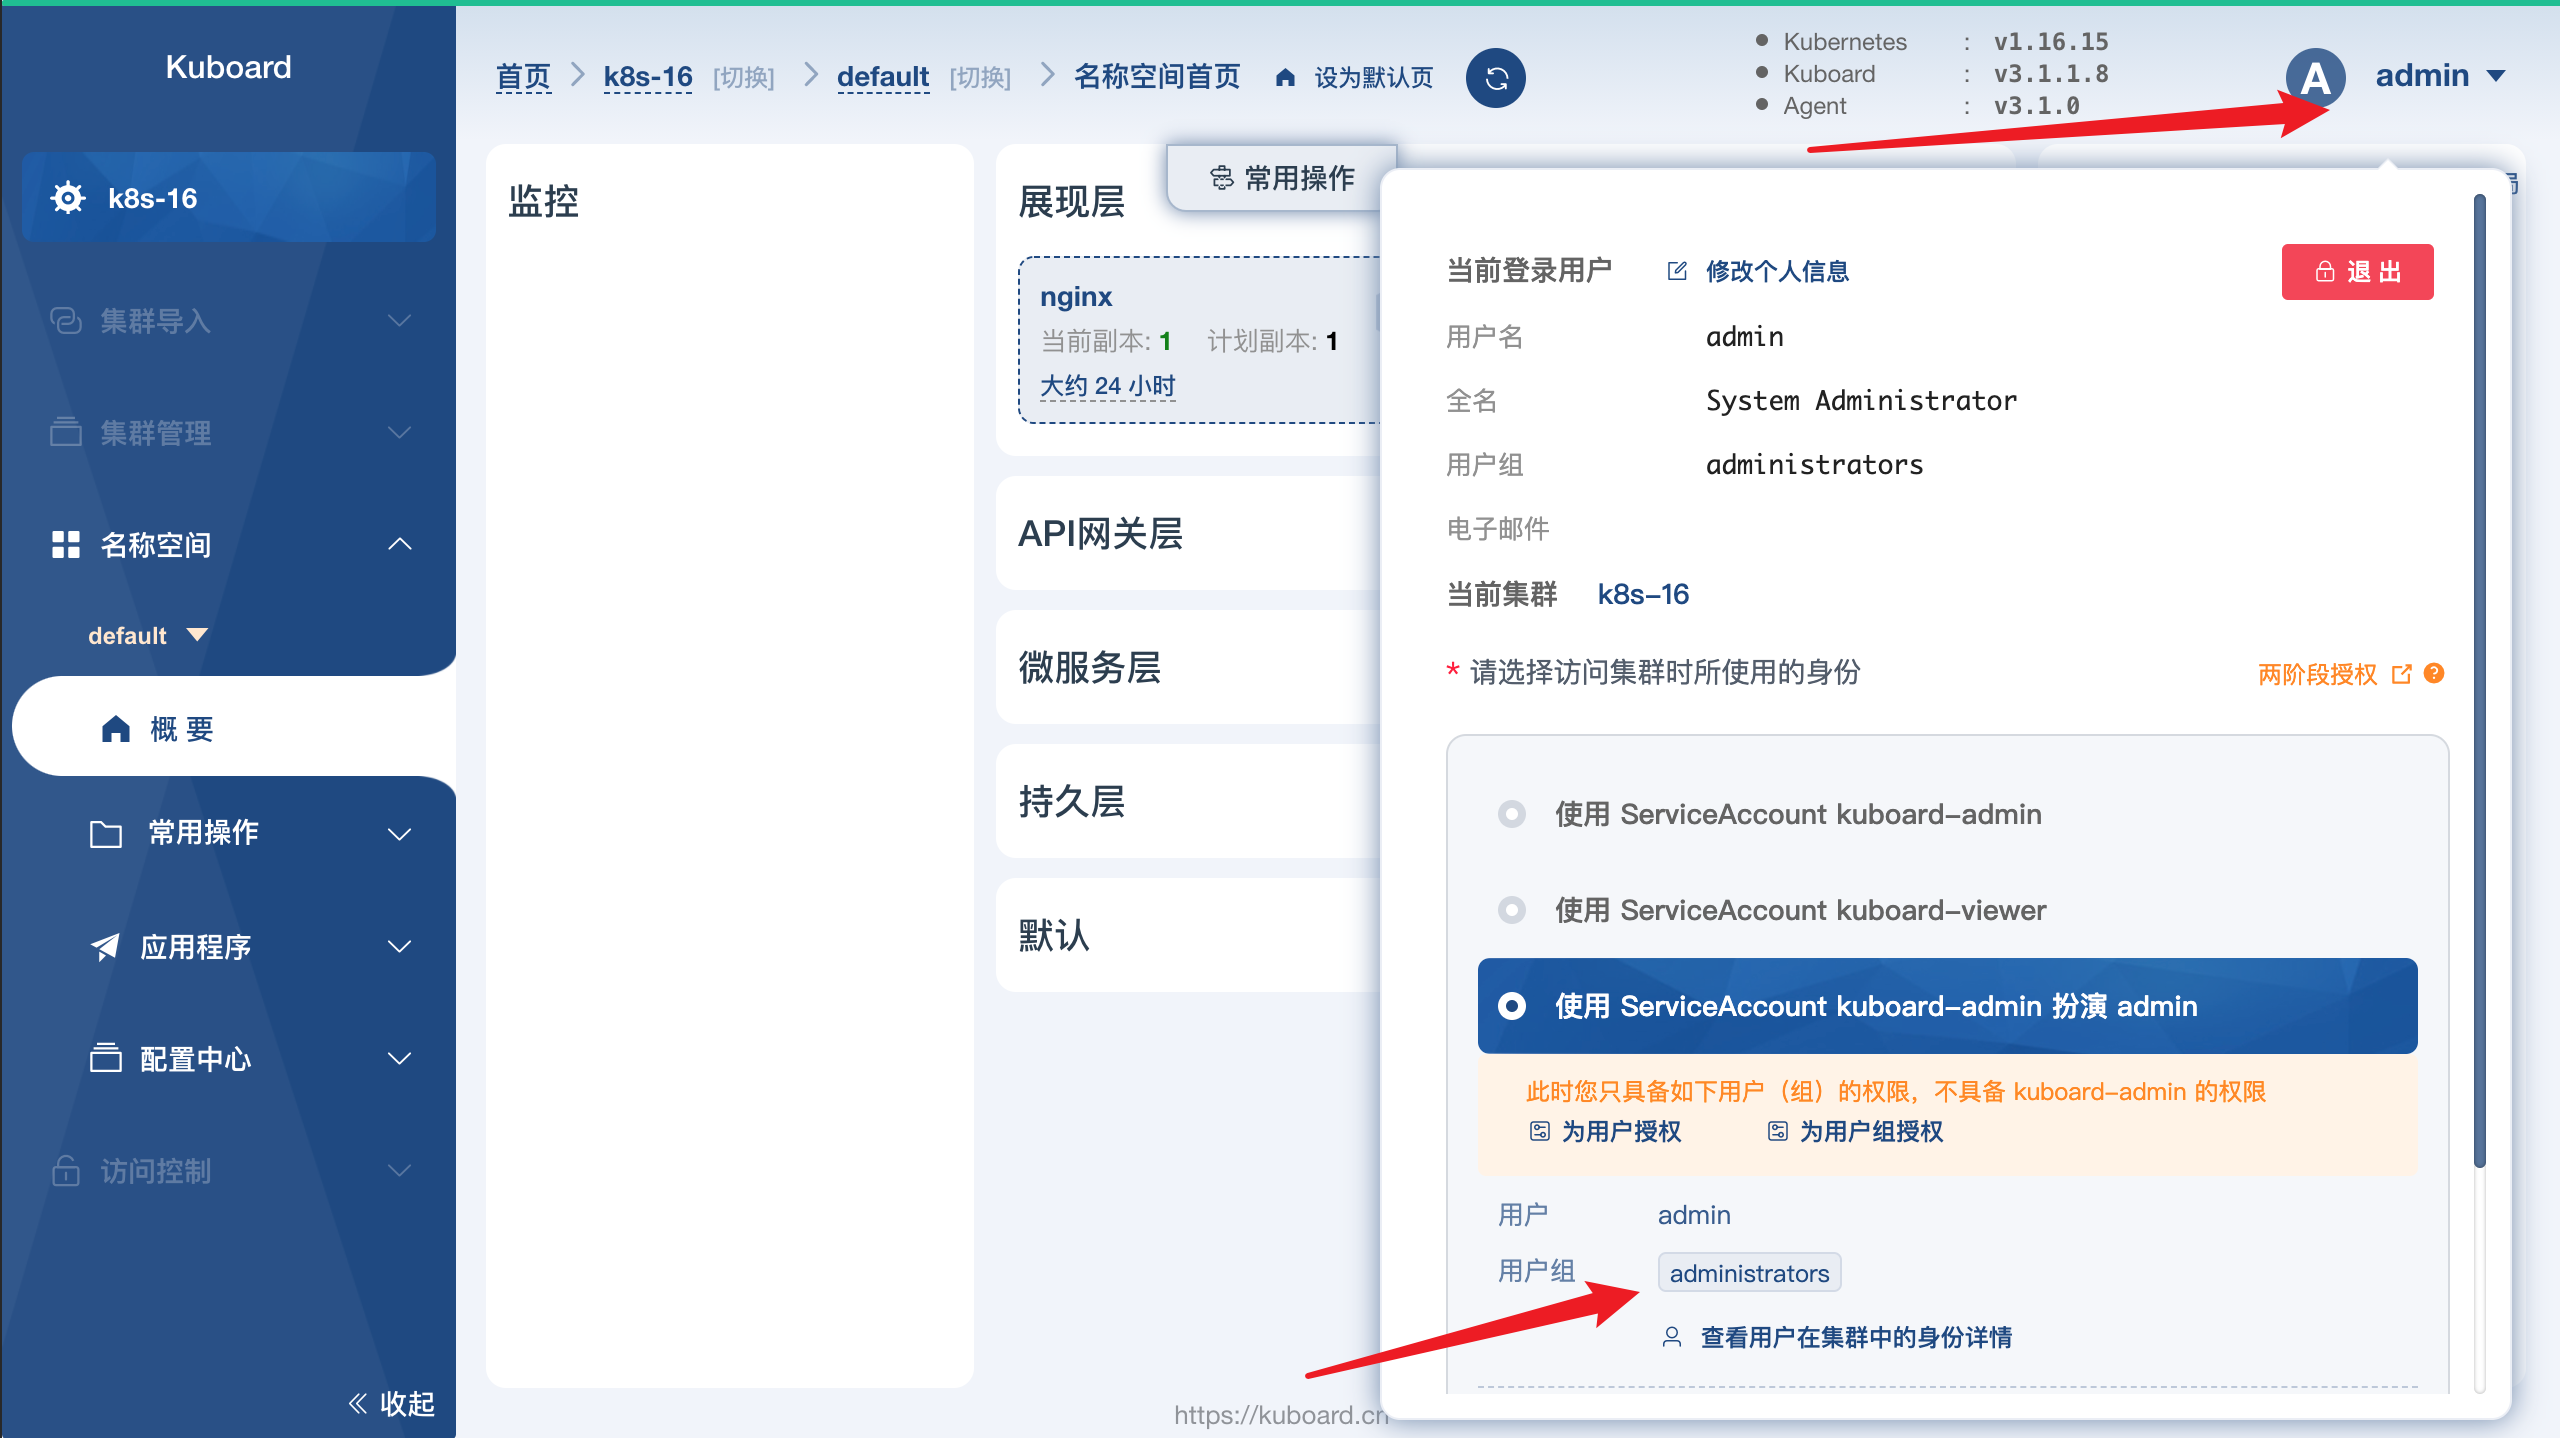 Kuboard
k8s-16
集群导入
集群管理
名称空间
default
概 要
常用操作
应用程序
配置中心
访问控制
收起
首页 k8s-16 [切换] default [切换] 名称空间首页 设为默认页
Kubernetes : v1.16.15
Kuboard : v3.1.1.8
Agent : v3.1.0
A admin
监控
展现层
常用操作
nginx
当前副本: 1 计划副本: 1
大约 24 小时
API网关层
微服务层
持久层
默认
https://kuboard.cn
当前登录用户 修改个人信息 退 出
用户名 admin
全名 System Administrator
用户组 administrators
电子邮件
当前集群 k8s-16
* 请选择访问集群时所使用的身份 两阶段授权 ?
使用 ServiceAccount kuboard-admin
使用 ServiceAccount kuboard-viewer
使用 ServiceAccount kuboard-admin 扮演 admin
此时您只具备如下用户（组）的权限，不具备 kuboard-admin 的权限
为用户授权 为用户组授权
用户 admin
用户组 administrators
查看用户在集群中的身份详情